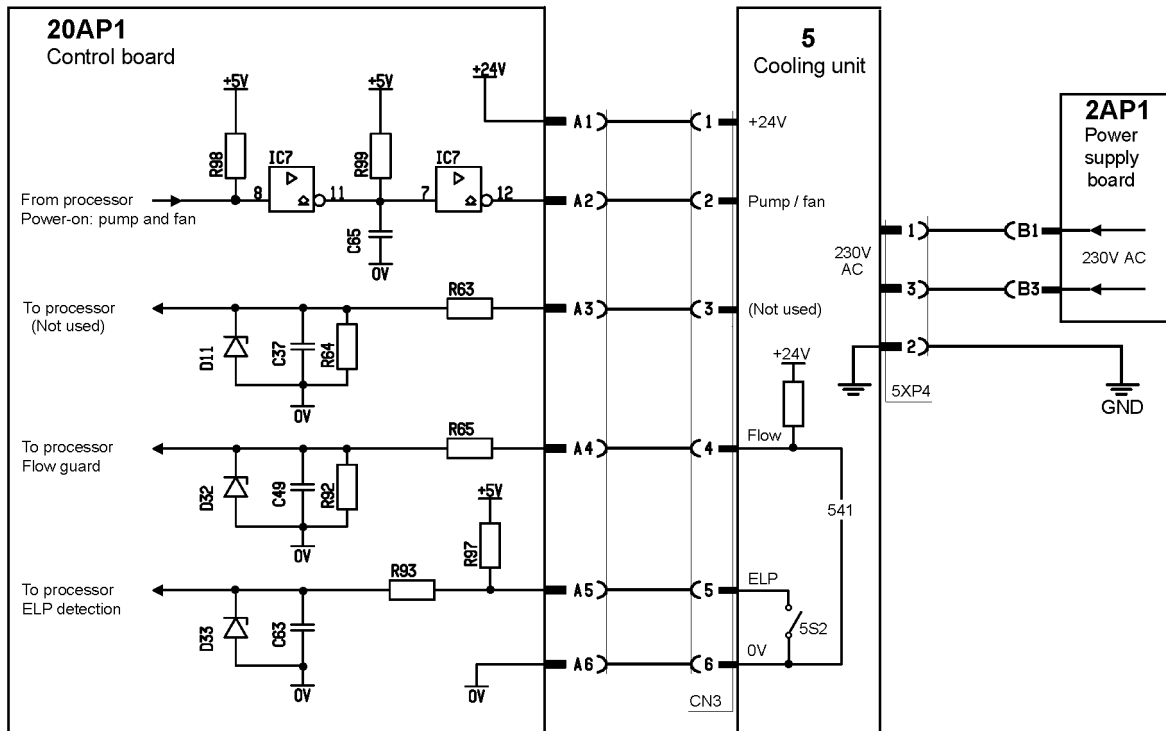 20AP1
Control board
+5V
+5V
+24V
R98
IC7
R99
IC7
From processor
Power-on: pump and fan
8
11
7
12
C65
0V
A1
1
+24V
A2
2
Pump / fan
To processor
(Not used)
R63
A3
3
(Not used)
D11
C37
R64
0V
To processor
Flow guard
R65
A4
4
Flow
+24V
D32
C49
R92
0V
+5V
R97
541
To processor
ELP detection
R93
A5
5
ELP
D33
C63
0V
5S2
0V
A6
6
0V
CN3
5
Cooling unit
230V
AC
1
B1
3
B3
2
5XP4
GND
2AP1
Power
supply
board
230V AC